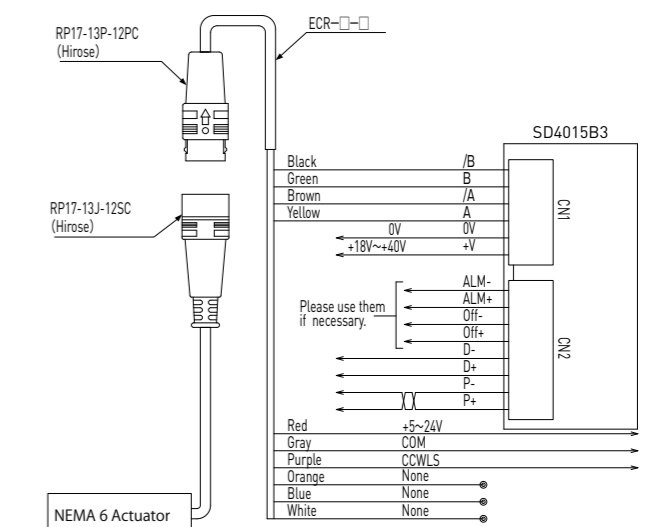 RP17-13P-12PC
(Hirose)
ECR-□-□
SD4015B3
Black /B
Green B
Brown /A
Yellow A
0V 0V
+18V~+40V +V
CN1
RP17-13J-12SC
(Hirose)
ALM-
ALM+
Please use them
if necessary.
Off-
Off+
D-
D+
P-
P+
CN2
Red +5~24V
Gray COM
Purple CCWLS
Orange None
Blue None
White None
NEMA 6 Actuator